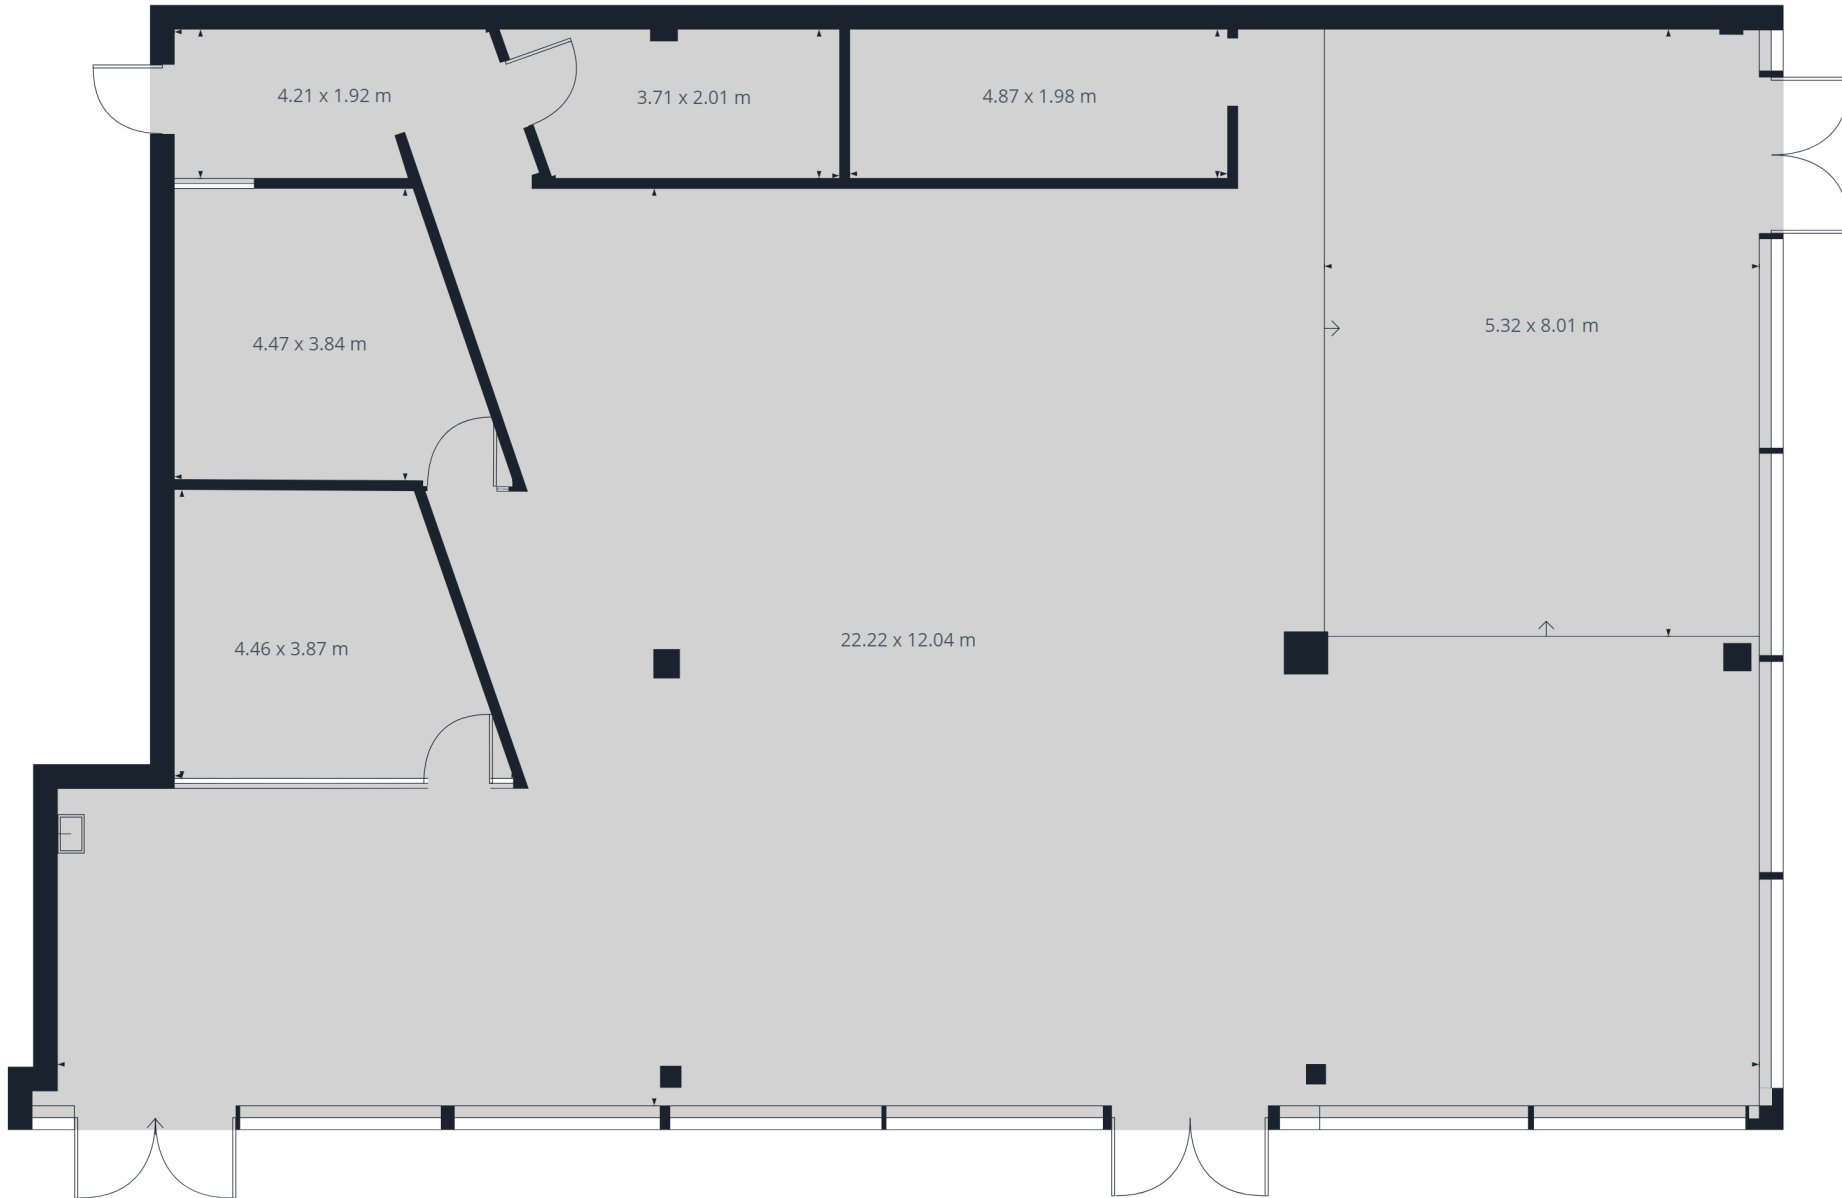 4.21 x 1.92 m
3.71 x 2.01 m
4.87 x 1.98 m
5.32 x 8.01 m
4.47 x 3.84 m
22.22 x 12.04 m
4.46 x 3.87 m